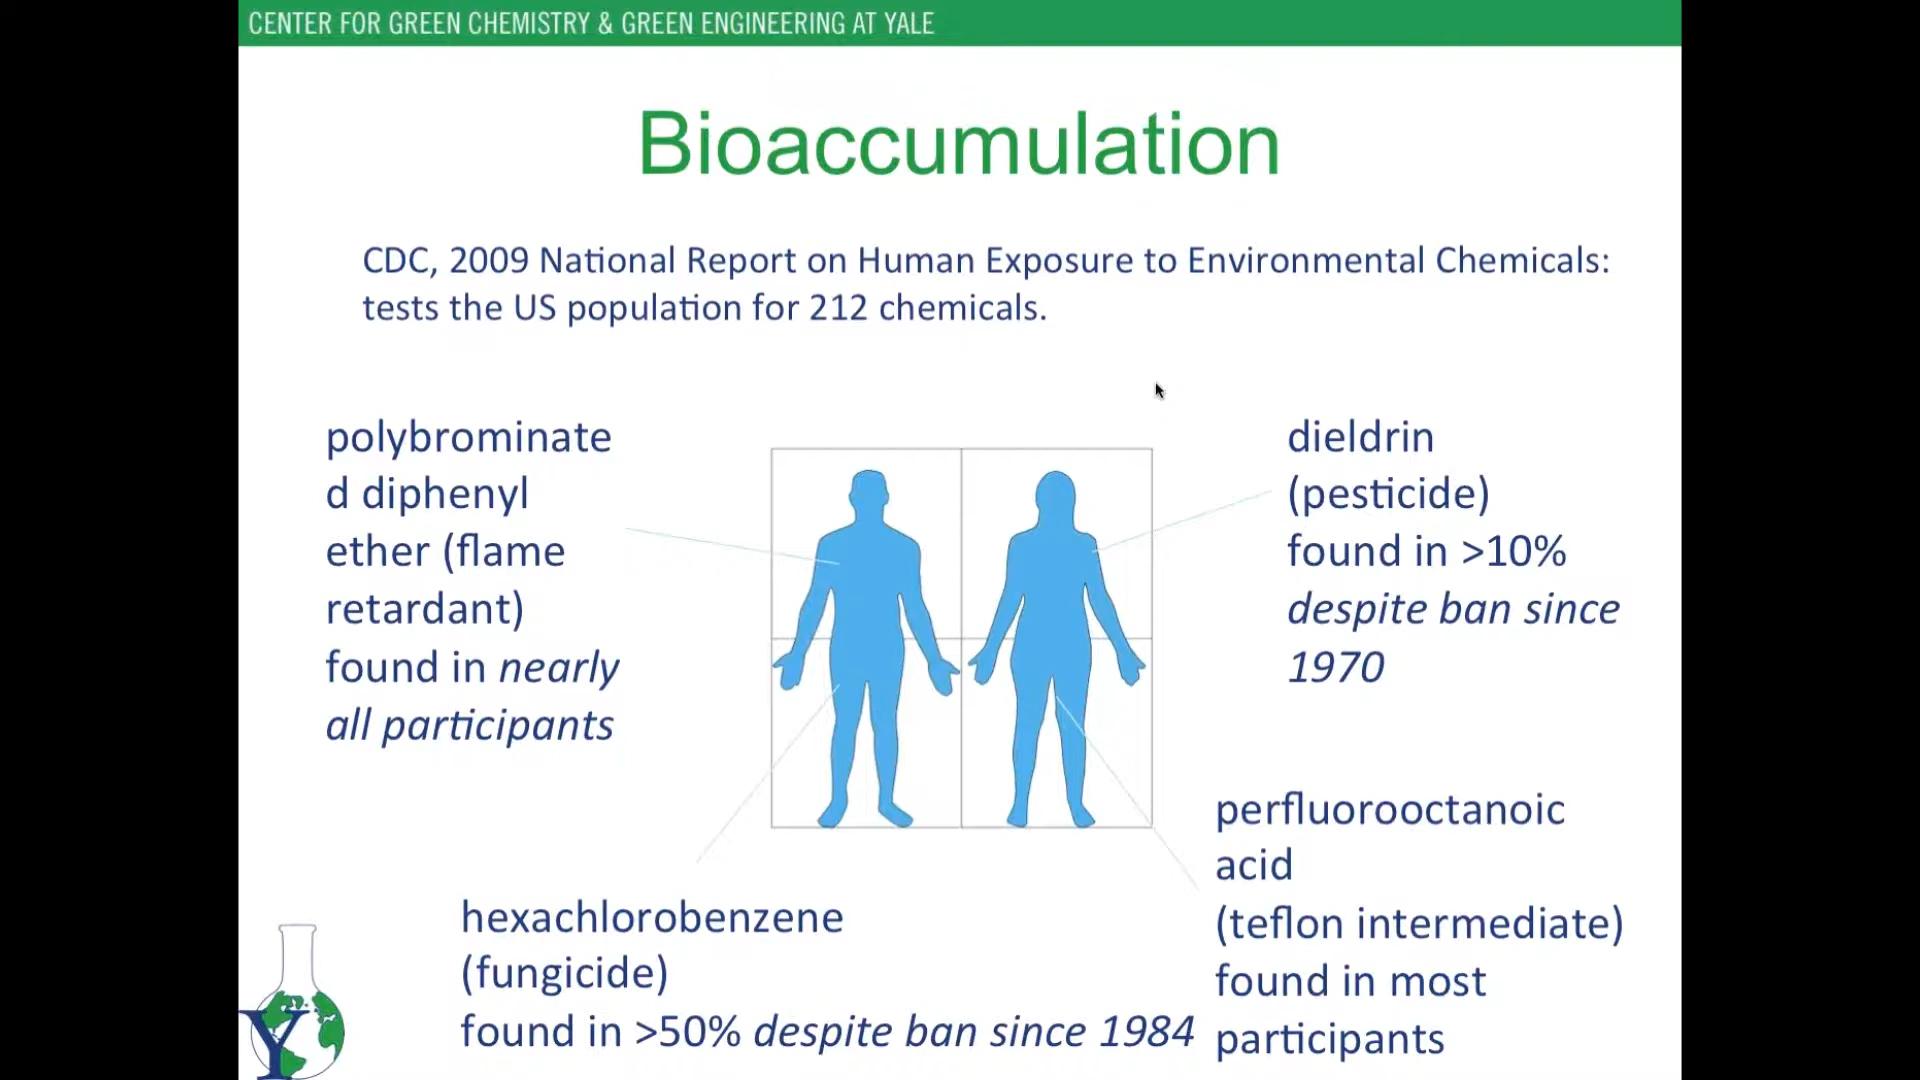 CENTER FOR GREEN CHEMISTRY & GREEN ENGINEERING AT YALE
Bioaccumulation
CDC, 2009 National Report on Human Exposure to Environmental Chemicals:
tests the US population for 212 chemicals.
polybrominate
d diphenyl
ether (flame
retardant)
found in nearly
all participants
dieldrin
(pesticide)
found in >10%
despite ban since
1970
hexachlorobenzene
(fungicide)
found in >50% despite ban since 1984
perfluorooctanoic
acid
(teflon intermediate)
found in most
participants
Y